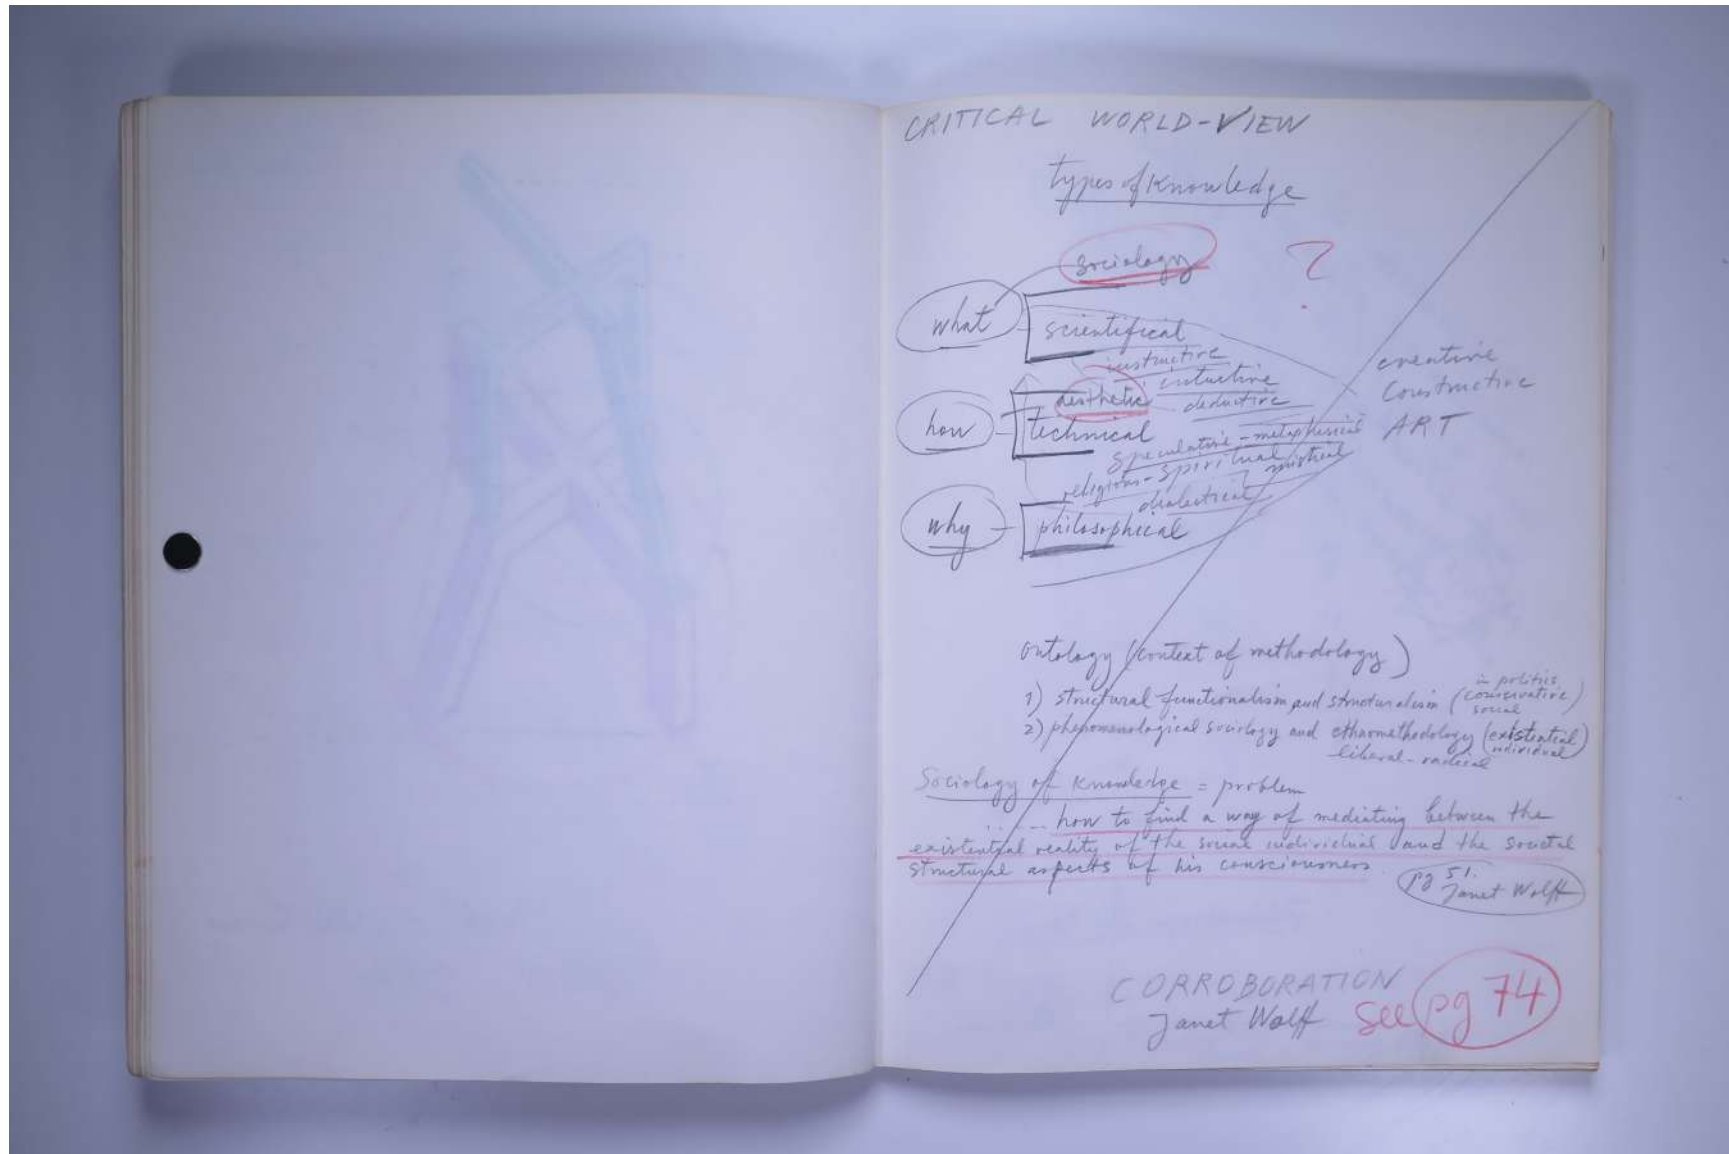 CRITICAL WORLD-VIEW
types of Knowledge
sociology
?
what
scientifical
instructive
intuctive
deductive
creative
Constructive
ART
aesthetic
how
technical
speculative - metaphisical
religious - spiritual
mistical
dialectical
why
philosophical
ontology (context of methodology)
1) structural functionalism and structuralism (in politics conservative social)
2) phenomenological sociology and ethnomethodology (existential individual)
liberal - radical
Sociology of Knowledge = problem
..... how to find a way of mediating between the
existential reality of the social individual and the societal
structural aspects of his consciousness.
pg 51.
Janet Wolff
CORROBORATION
Janet Wolff see pg 74